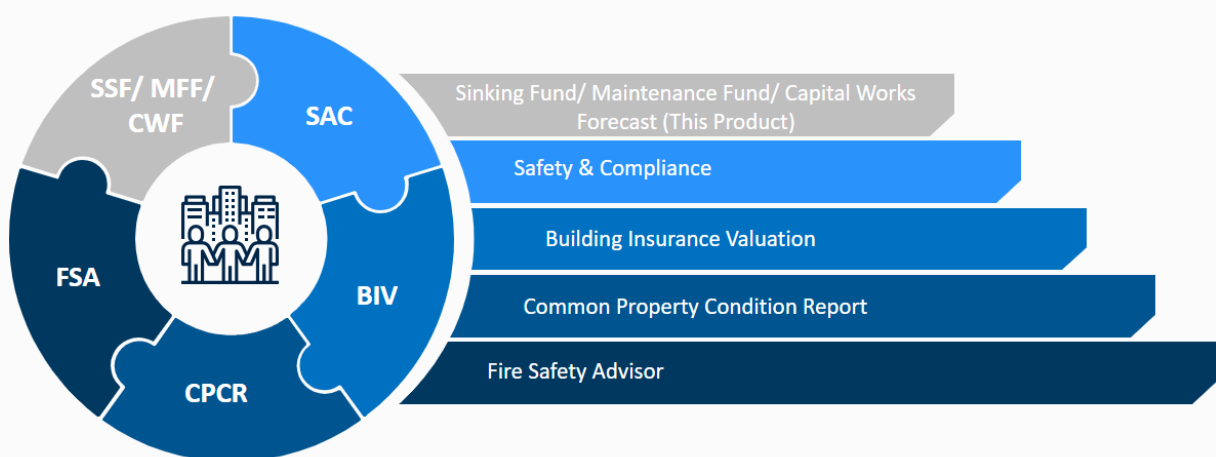 SSF/ MFF/
CWF
SAC
FSA
BIV
CPCR
Sinking Fund/ Maintenance Fund/ Capital Works
Forecast (This Product)
Safety & Compliance
Building Insurance Valuation
Common Property Condition Report
Fire Safety Advisor